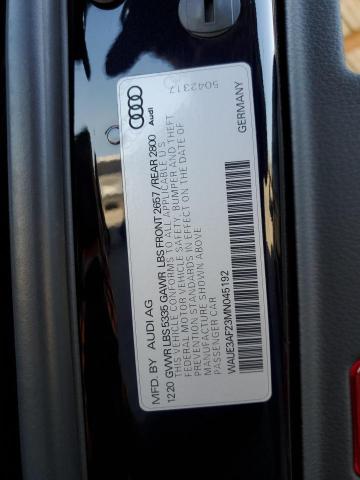 MFD. BY AUDI AG
12.20 GVWR LBS 5335 GAWR LBS FRONT 2657 / REAR 2800
THIS VEHICLE CONFORMS TO ALL APPLICABLE U.S.
FEDERAL MOTOR VEHICLE SAFETY, BUMPER AND THEFT
PREVENTION STANDARDS IN EFFECT ON THE DATE OF
MANUFACTURE SHOWN ABOVE
PASSENGER CAR
WAUE3AF23MN045192
GERMANY
Audi
5042317